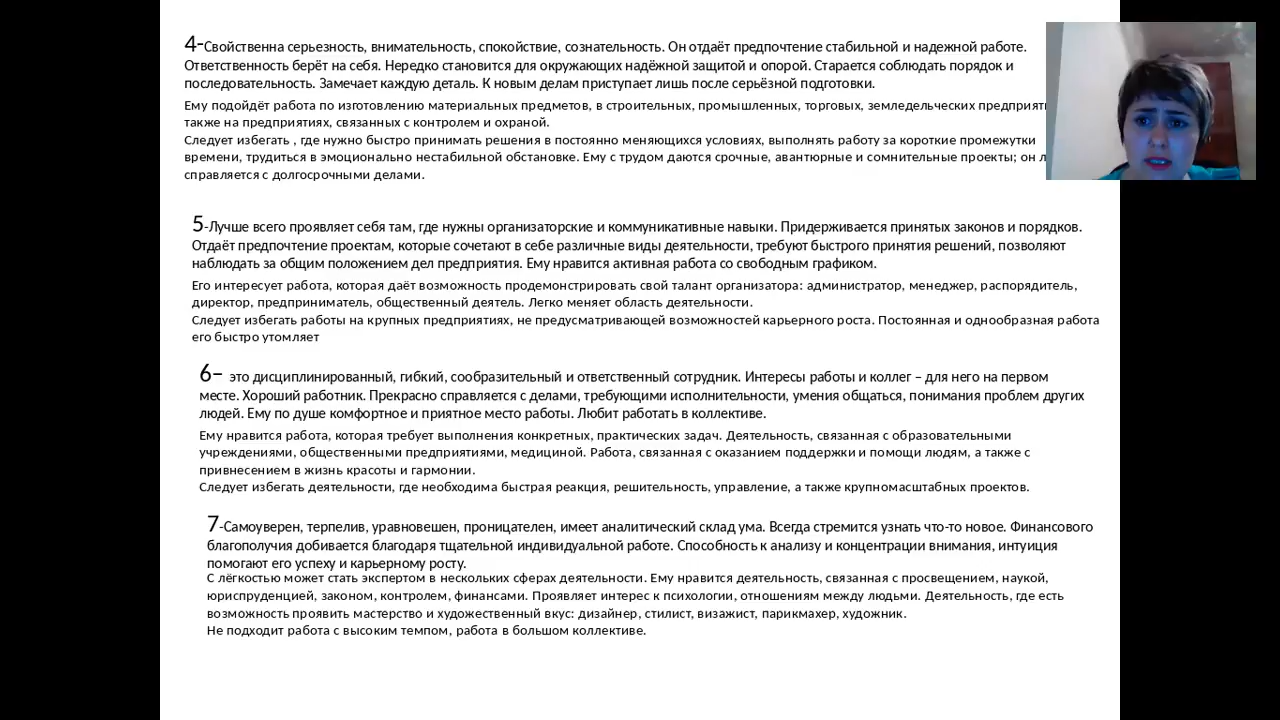 4-Свойственна серьезность, внимательность, спокойствие, сознательность. Он отдаёт предпочтение стабильной и надежной работе.
Ответственность берёт на себя. Нередко становится для окружающих надёжной защитой и опорой. Старается соблюдать порядок и
последовательность. Замечает каждую деталь. К новым делам приступает лишь после серьёзной подготовки.
Ему подойдёт работа по изготовлению материальных предметов, в строительных, промышленных, торговых, земледельческих
также на предприятиях, связанных с контролем и охраной.
Следует избегать , где нужно быстро принимать решения в постоянно меняющихся условиях, выполнять работу за короткие промежутки
времени, трудиться в эмоционально нестабильной обстановке. Ему с трудом даются срочные, авантюрные и сомнительные проекты; он
справляется с долгосрочными делами.
5-Лучше всего проявляет себя там, где нужны организаторские и коммуникативные навыки. Придерживается принятых законов и порядков.
Отдаёт предпочтение проектам, которые сочетают в себе различные виды деятельности, требуют быстрого принятия решений, позволяют
наблюдать за общим положением дел предприятия. Ему нравится активная работа со свободным графиком.
Его интересует работа, которая даёт возможность продемонстрировать свой талант организатора: администратор, менеджер, распорядитель,
директор, предприниматель, общественный деятель. Легко меняет область деятельности.
Следует избегать работы на крупных предприятиях, не предусматривающей возможностей карьерного роста. Постоянная и однообразная работа
его быстро утомляет
6– это дисциплинированный, гибкий, сообразительный и ответственный сотрудник. Интересы работы и коллег – для него на первом
месте. Хороший работник. Прекрасно справляется с делами, требующими исполнительности, умения общаться, понимания проблем других
людей. Ему по душе комфортное и приятное место работы. Любит работать в коллективе.
Ему нравится работа, которая требует выполнения конкретных, практических задач. Деятельность, связанная с образовательными
учреждениями, общественными предприятиями, медициной. Работа, связанная с оказанием поддержки и помощи людям, а также с
привнесением в жизнь красоты и гармонии.
Следует избегать деятельности, где необходима быстрая реакция, решительность, управление, а также крупномасштабных проектов.
7-Самоуверен, терпелив, уравновешен, проницателен, имеет аналитический склад ума. Всегда стремится узнать что-то новое. Финансового
благополучия добивается благодаря тщательной индивидуальной работе. Способность к анализу и концентрации внимания, интуиция
помогают его успеху и карьерному росту.
С лёгкостью может стать экспертом в нескольких сферах деятельности. Ему нравится деятельность, связанная с просвещением, наукой,
юриспруденцией, законом, контролем, финансами. Проявляет интерес к психологии, отношениям между людьми. Деятельность, где есть
возможность проявить мастерство и художественный вкус: дизайнер, стилист, визажист, парикмахер, художник.
Не подходит работа с высоким темпом, работа в большом коллективе.